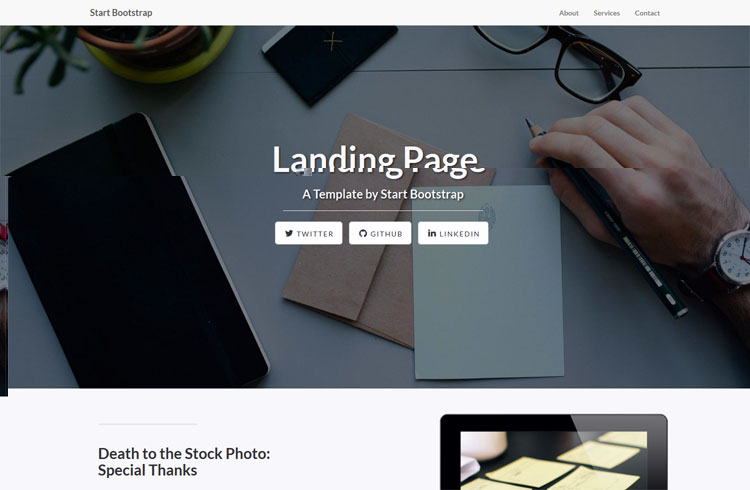 Start Bootstrap
About Services Contact
Landing Page
A Template by Start Bootstrap
TWITTER GITHUB LINKEDIN
Death to the Stock Photo:
Special Thanks